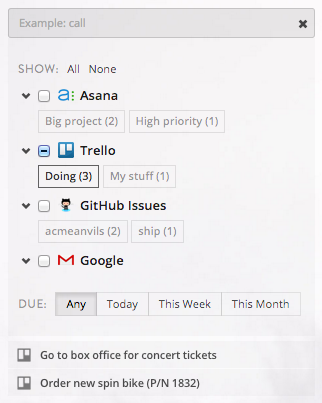 Example: call
SHOW: All None
Asana
Big project (2) High priority (1)
Trello
Doing (3) My stuff (1)
GitHub Issues
acmeanvils (2) ship (1)
Google
DUE: Any Today This Week This Month
Go to box office for concert tickets
Order new spin bike (P/N 1832)